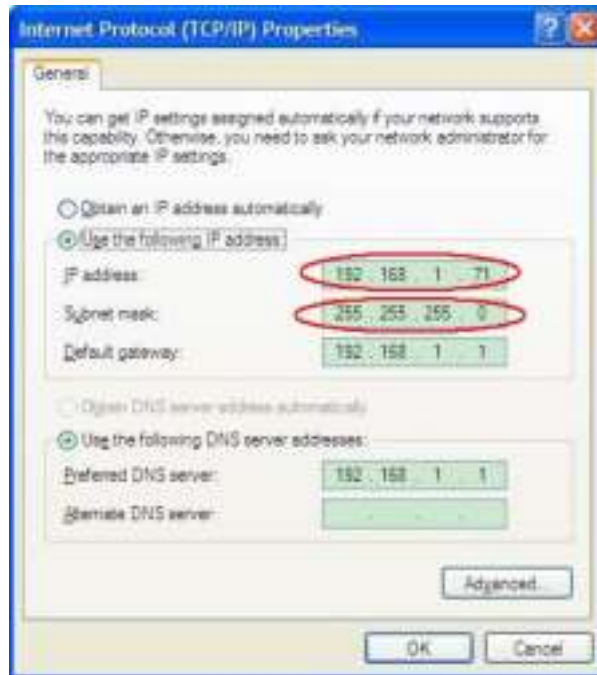 Internet Protocol (TCP/IP) Properties
General
You can get IP settings assigned automatically if your network supports
this capability. Otherwise, you need to ask your network administrator for
the appropriate IP settings.
Obtain an IP address automatically
Use the following IP address:
IP address: 192 . 168 . 1 . 71
Subnet mask: 255 . 255 . 255 . 0
Default gateway: 192 . 168 . 1 . 1
Obtain DNS server address automatically
Use the following DNS server addresses:
Preferred DNS server: 192 . 168 . 1 . 1
Alternate DNS server: . . .
Advanced...
OK Cancel